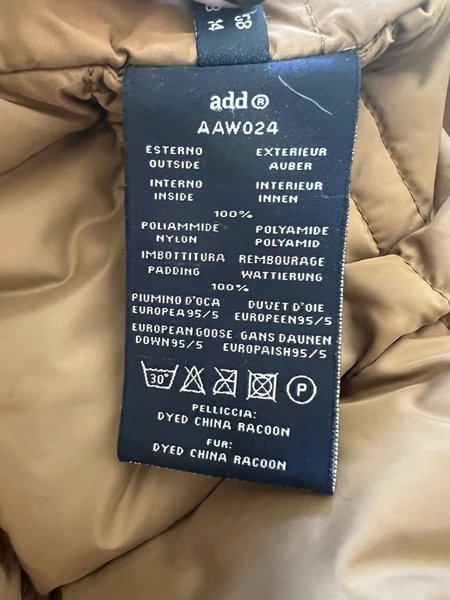 add®
AAW024
ESTERNO EXTERIEUR
OUTSIDE AUBER
INTERNO INTERIEUR
INSIDE INNEN
100%
POLIAMMIDE POLYAMIDE
NYLON POLYAMID
IMBOTTITURA REMBOURAGE
PADDING WATTIERUNG
100%
PIUMINO D'OCA DUVET D'OIE
EUROPEA95/5 EUROPEEN95/5
EUROPEAN GOOSE GANS DAUNEN
DOWN95/5 EUROPAISH95/5
30° P
PELLICCIA:
DYED CHINA RACOON
FUR:
DYED CHINA RACOON